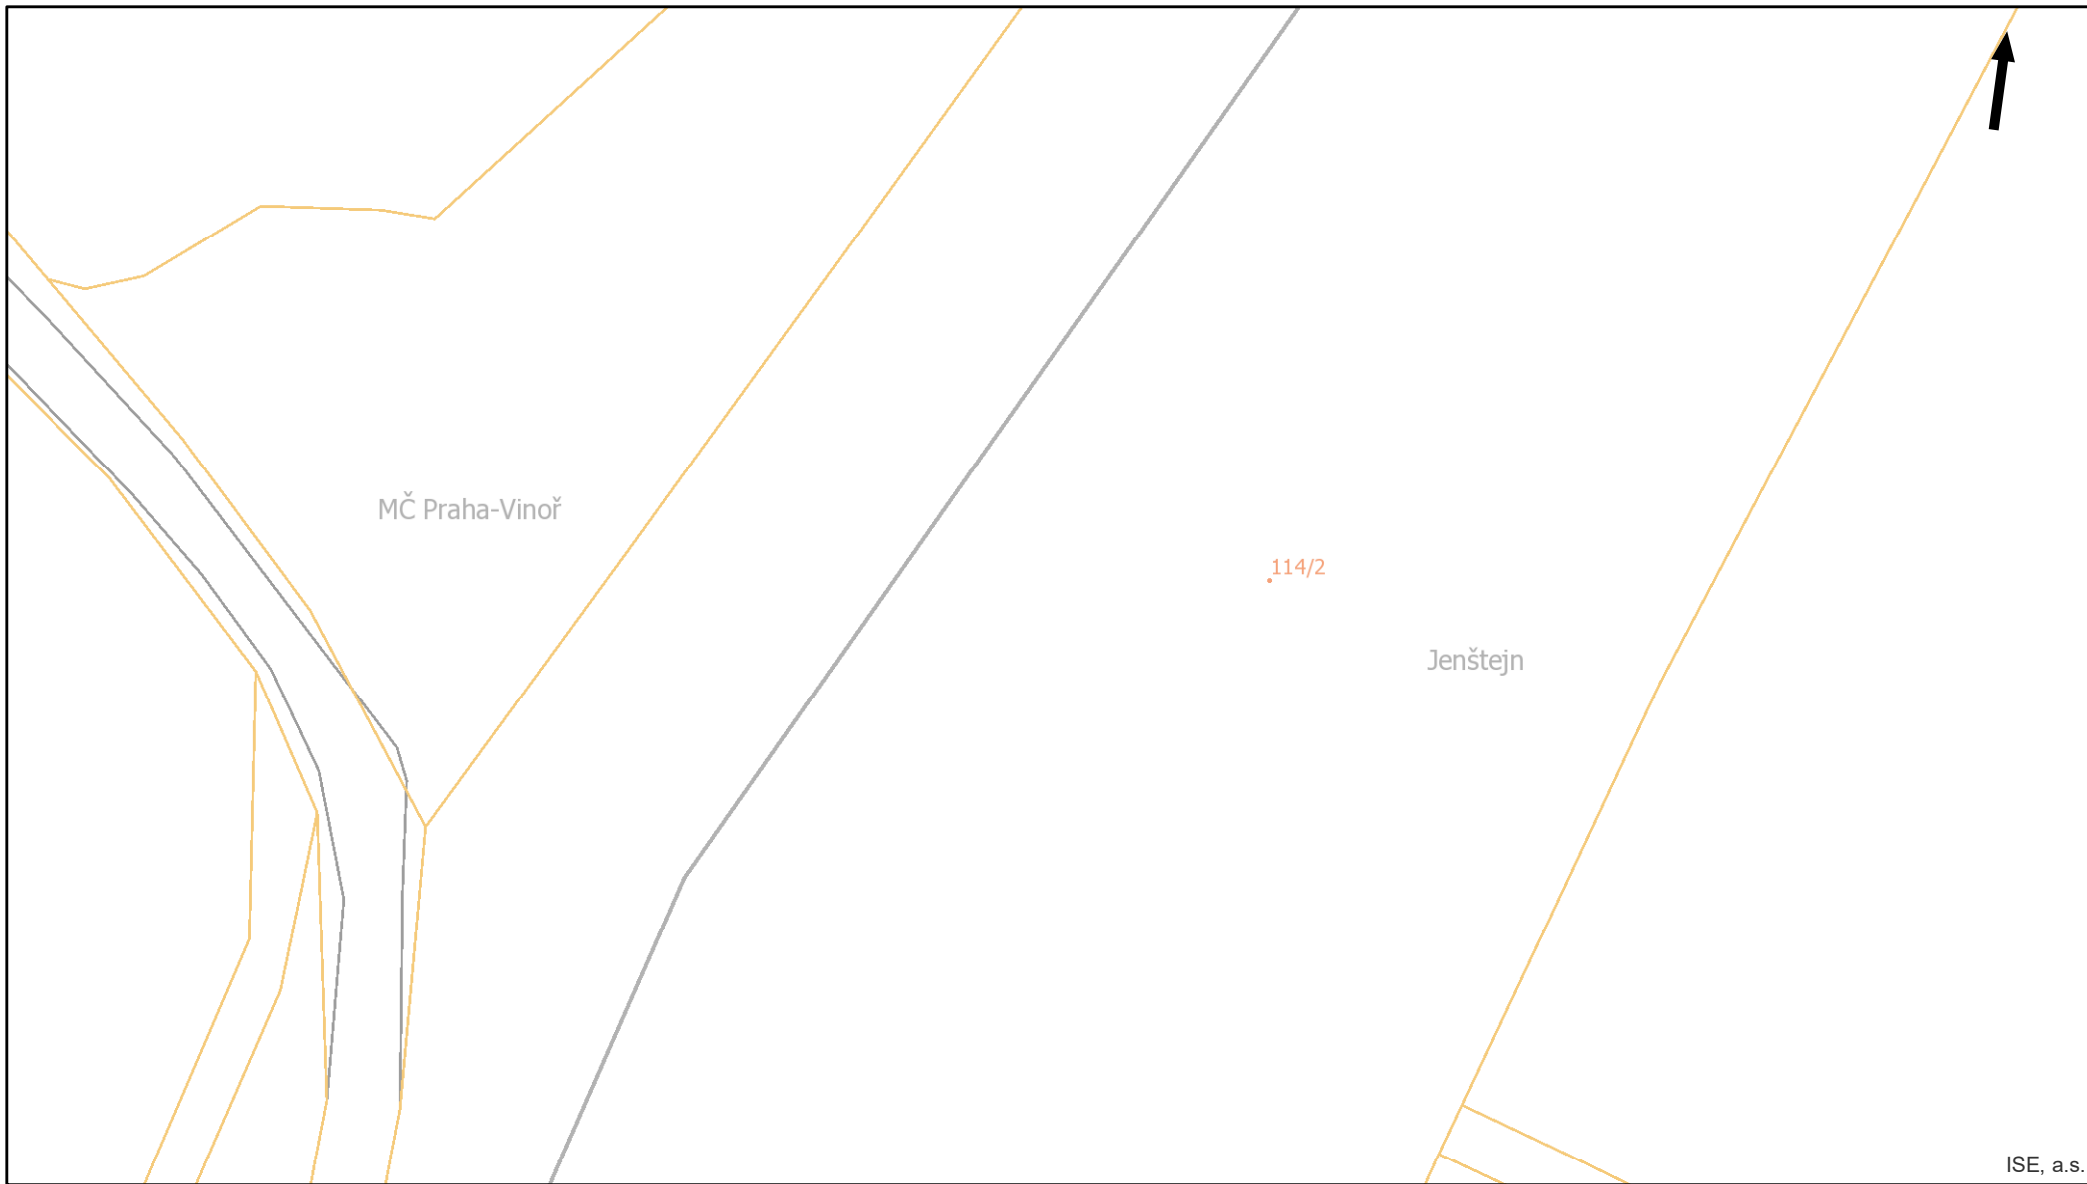 MČ Praha-Vinoř
114/2
Jenštejn
ISE, a.s.